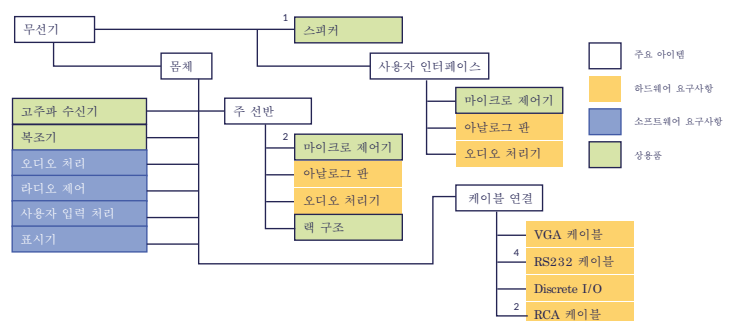 무선기
1
스피커
몸체
사용자 인터페이스
마이크로 제어기
아날로그 판
오디오 처리기
고주파 수신기
복조기
오디오 처리
라디오 제어
사용자 입력 처리
표시기
주 선반
2
마이크로 제어기
아날로그 판
오디오 처리기
랙 구조
케이블 연결
VGA 케이블
4
RS232 케이블
Discrete I/O
2
RCA 케이블
주요 아이템
하드웨어 요구사항
소프트웨어 요구사항
상용품